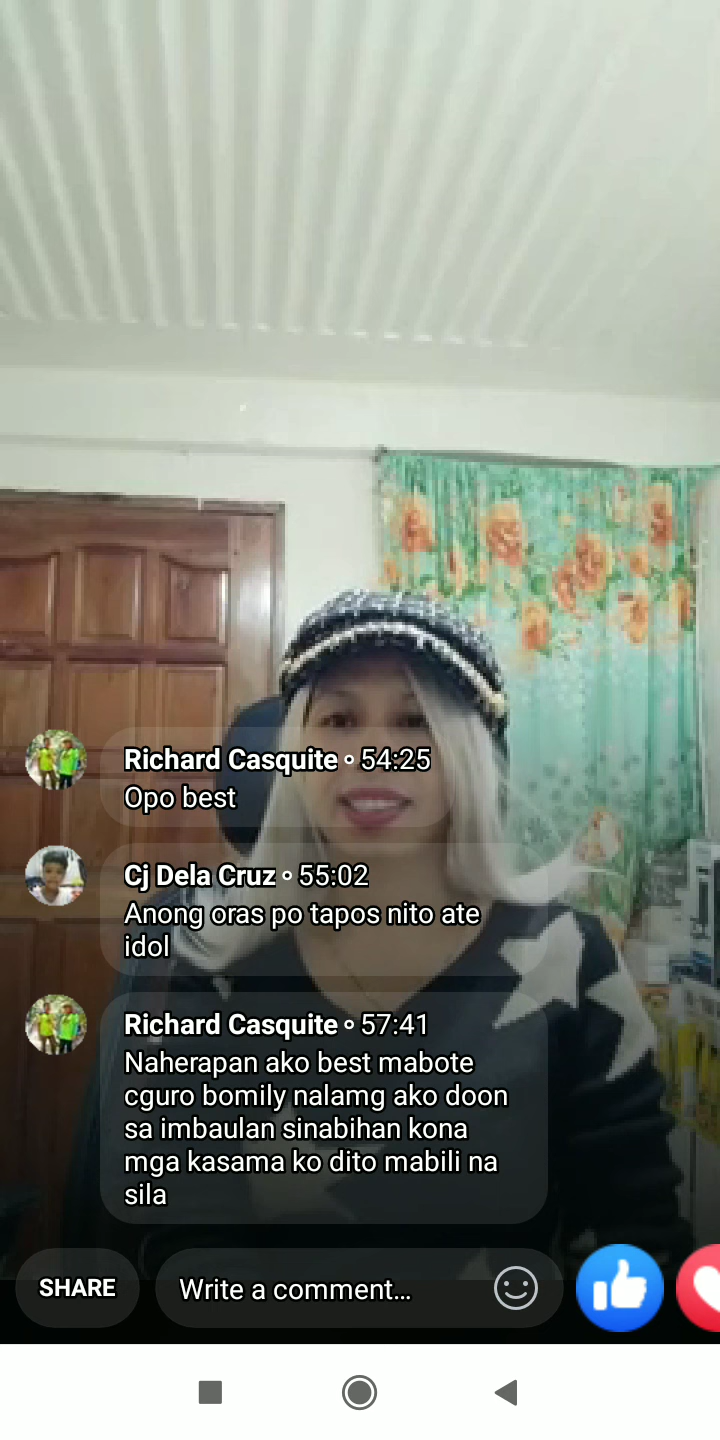 Richard Casquite • 54:25
Opo best
Cj Dela Cruz • 55:02
Anong oras po tapos nito ate
idol
Richard Casquite • 57:41
Naherapan ako best mabote
cguro bomily nalamg ako doon
sa imbaulan sinabihan kona
mga kasama ko dito mabili na
sila
SHARE
Write a comment...